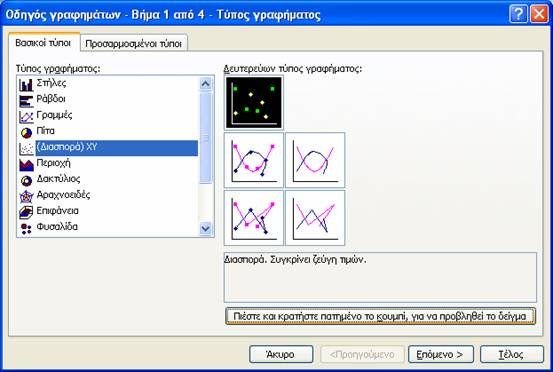 Οδηγός γραφημάτων - Βήμα 1 από 4 - Τύπος γραφήματος
Βασικοί τύποι
Προσαρμοσμένοι τύποι
Τύπος γραφήματος:
Στήλες
Ράβδοι
Γραμμές
Πίτα
(Διασπορά) XY
Περιοχή
Δακτύλιος
Αραχνοειδές
Επιφάνεια
Φυσαλίδα
Δευτερεύων τύπος γραφήματος:
Διασπορά. Συγκρίνει ζεύγη τιμών.
Πιέστε και κρατήστε πατημένο το κουμπί, για να προβληθεί το δείγμα
Άκυρο
<Προηγούμενο
Επόμενο >
Τέλος